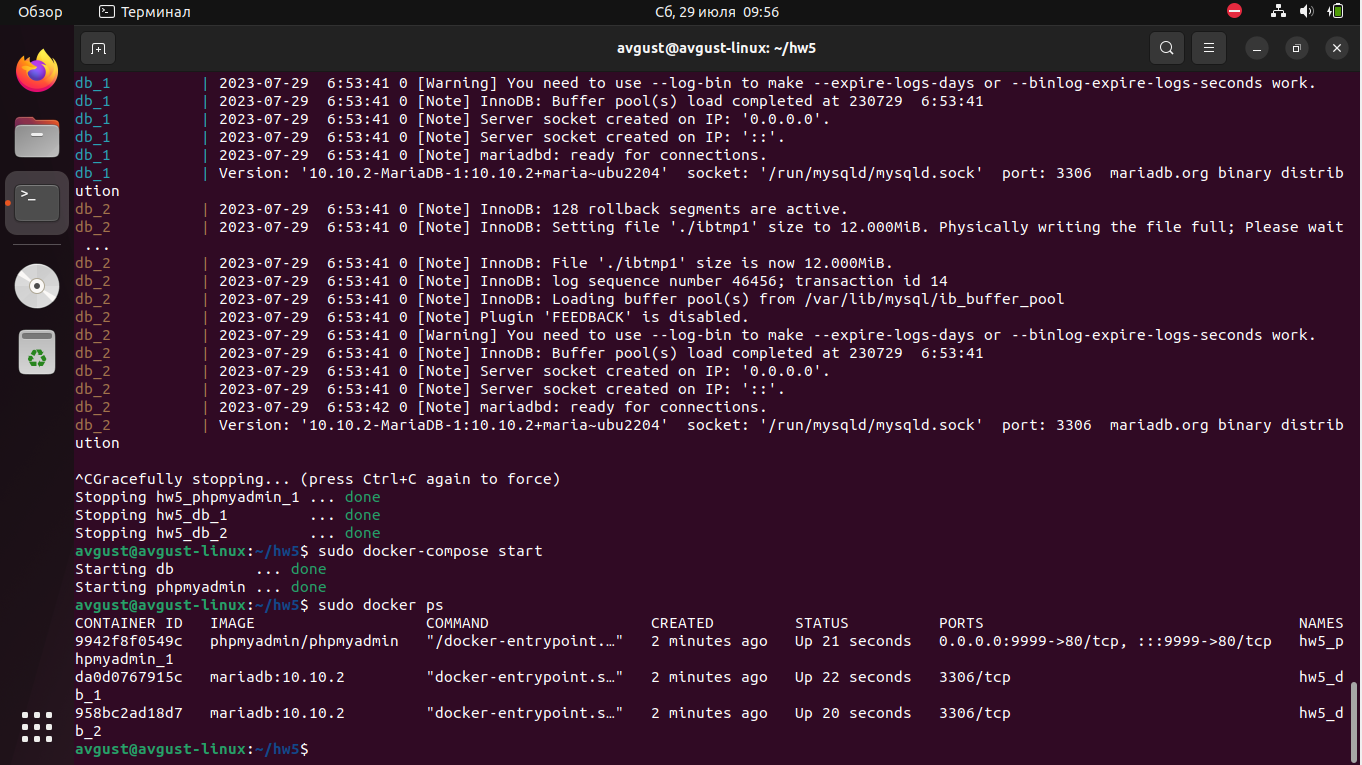 Обзор
Терминал
Сб, 29 июля 09:56
avgust@avgust-linux: ~/hw5
db_1          | 2023-07-29  6:53:41 0 [Warning] You need to use --log-bin to make --expire-logs-days or --binlog-expire-logs-seconds work.
db_1          | 2023-07-29  6:53:41 0 [Note] InnoDB: Buffer pool(s) load completed at 230729  6:53:41
db_1          | 2023-07-29  6:53:41 0 [Note] Server socket created on IP: '0.0.0.0'.
db_1          | 2023-07-29  6:53:41 0 [Note] Server socket created on IP: '::'.
db_1          | 2023-07-29  6:53:41 0 [Note] mariadbd: ready for connections.
db_1          | Version: '10.10.2-MariaDB-1:10.10.2+maria~ubu2204'  socket: '/run/mysqld/mysqld.sock'  port: 3306  mariadb.org binary distrib
ution
db_2          | 2023-07-29  6:53:41 0 [Note] InnoDB: 128 rollback segments are active.
db_2          | 2023-07-29  6:53:41 0 [Note] InnoDB: Setting file './ibtmp1' size to 12.000MiB. Physically writing the file full; Please wait
 ...
db_2          | 2023-07-29  6:53:41 0 [Note] InnoDB: File './ibtmp1' size is now 12.000MiB.
db_2          | 2023-07-29  6:53:41 0 [Note] InnoDB: log sequence number 46456; transaction id 14
db_2          | 2023-07-29  6:53:41 0 [Note] InnoDB: Loading buffer pool(s) from /var/lib/mysql/ib_buffer_pool
db_2          | 2023-07-29  6:53:41 0 [Note] Plugin 'FEEDBACK' is disabled.
db_2          | 2023-07-29  6:53:41 0 [Warning] You need to use --log-bin to make --expire-logs-days or --binlog-expire-logs-seconds work.
db_2          | 2023-07-29  6:53:41 0 [Note] InnoDB: Buffer pool(s) load completed at 230729  6:53:41
db_2          | 2023-07-29  6:53:41 0 [Note] Server socket created on IP: '0.0.0.0'.
db_2          | 2023-07-29  6:53:41 0 [Note] Server socket created on IP: '::'.
db_2          | 2023-07-29  6:53:42 0 [Note] mariadbd: ready for connections.
db_2          | Version: '10.10.2-MariaDB-1:10.10.2+maria~ubu2204'  socket: '/run/mysqld/mysqld.sock'  port: 3306  mariadb.org binary distrib
ution
^CGracefully stopping... (press Ctrl+C again to force)
Stopping hw5_phpmyadmin_1 ... done
Stopping hw5_db_1         ... done
Stopping hw5_db_2         ... done
avgust@avgust-linux:~/hw5$ sudo docker-compose start
Starting db         ... done
Starting phpmyadmin ... done
avgust@avgust-linux:~/hw5$ sudo docker ps
CONTAINER ID   IMAGE                   COMMAND                  CREATED         STATUS          PORTS                                   NAMES
9942f8f0549c   phpmyadmin/phpmyadmin   "/docker-entrypoint.…"   2 minutes ago   Up 21 seconds   0.0.0.0:9999->80/tcp, :::9999->80/tcp   hw5_p
hpmyadmin_1
da0d0767915c   mariadb:10.10.2         "docker-entrypoint.s…"   2 minutes ago   Up 22 seconds   3306/tcp                                hw5_d
b_1
958bc2ad18d7   mariadb:10.10.2         "docker-entrypoint.s…"   2 minutes ago   Up 20 seconds   3306/tcp                                hw5_d
b_2
avgust@avgust-linux:~/hw5$